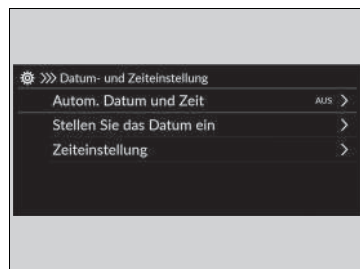 Datum- und Zeiteinstellung
Autom. Datum und Zeit AUS
Stellen Sie das Datum ein
Zeiteinstellung